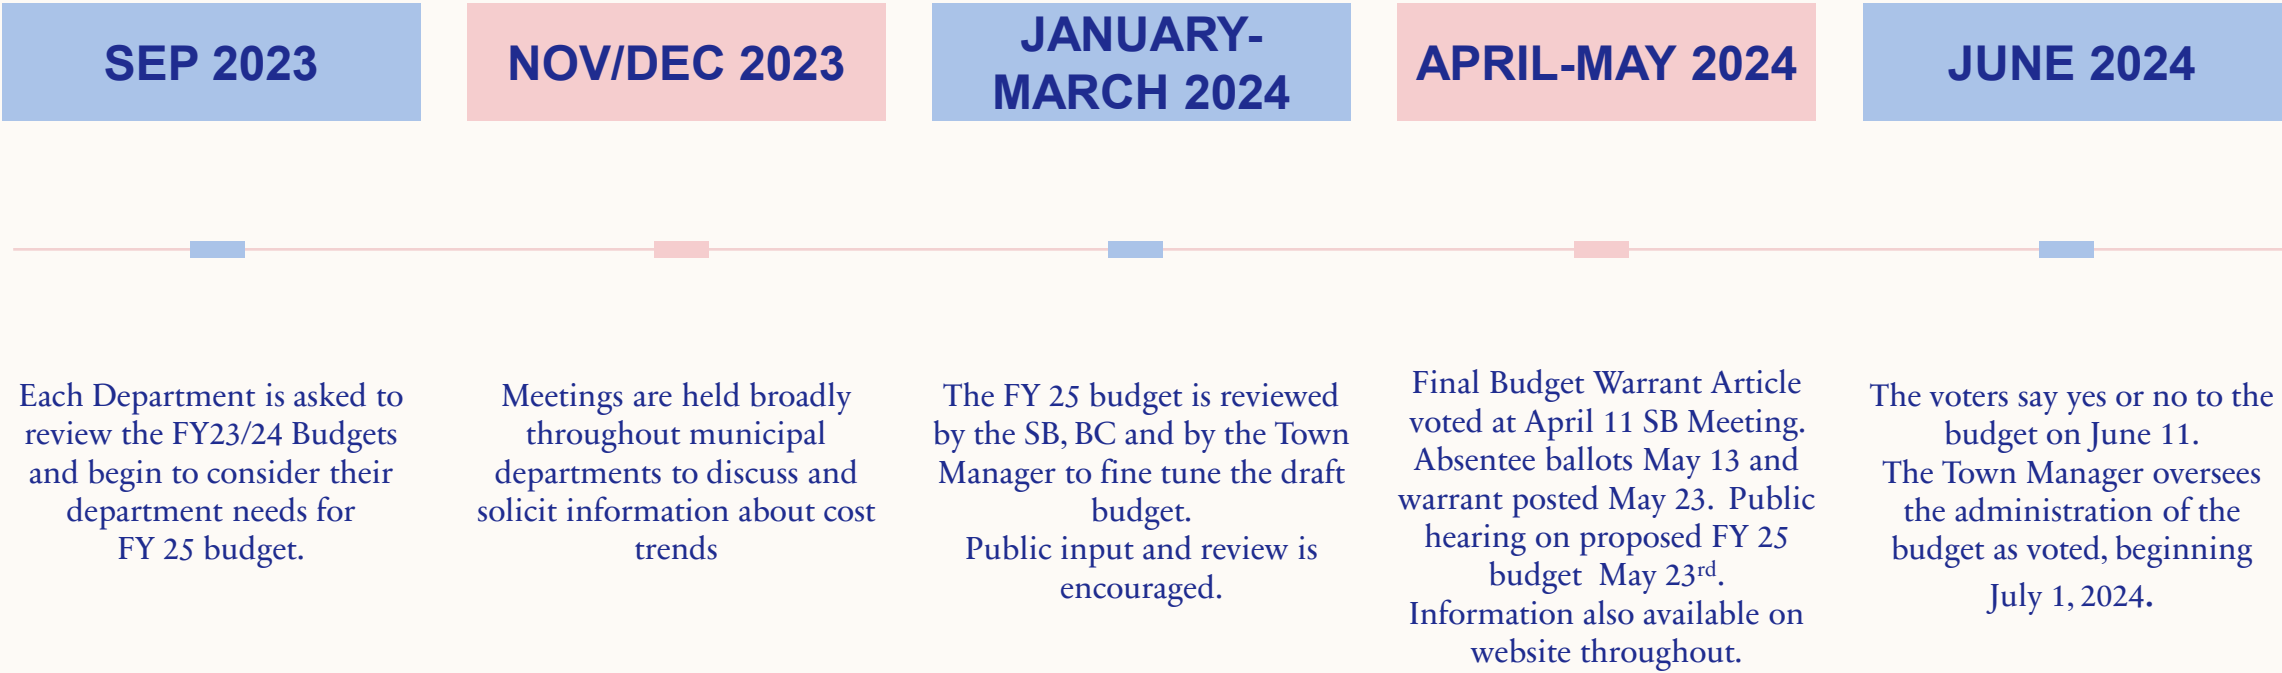 SEP 2023
NOV/DEC 2023
JANUARY-
MARCH 2024
APRIL-MAY 2024
JUNE 2024
Each Department is asked to
review the FY23/24 Budgets
and begin to consider their
department needs for
FY 25 budget.
Meetings are held broadly
throughout municipal
departments to discuss and
solicit information about cost
trends
The FY 25 budget is reviewed
by the SB, BC and by the Town
Manager to fine tune the draft
budget.
Public input and review is
encouraged.
Final Budget Warrant Article
voted at April 11 SB Meeting.
Absentee ballots May 13 and
warrant posted May 23. Public
hearing on proposed FY 25
budget May 23rd.
Information also available on
website throughout.
The voters say yes or no to the
budget on June 11.
The Town Manager oversees
the administration of the
budget as voted, beginning
July 1, 2024.